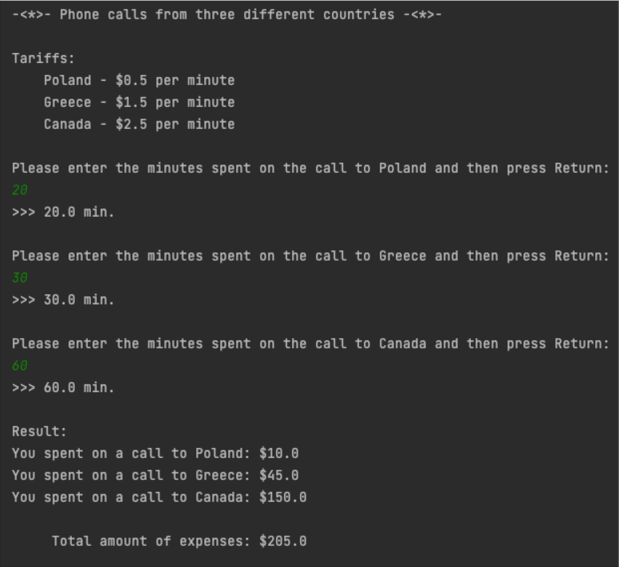 -<*>- Phone calls from three different countries -<*>-
Tariffs:
Poland - $0.5 per minute
Greece - $1.5 per minute
Canada - $2.5 per minute
Please enter the minutes spent on the call to Poland and then press Return:
20
>>> 20.0 min.
Please enter the minutes spent on the call to Greece and then press Return:
30
>>> 30.0 min.
Please enter the minutes spent on the call to Canada and then press Return:
60
>>> 60.0 min.
Result:
You spent on a call to Poland: $10.0
You spent on a call to Greece: $45.0
You spent on a call to Canada: $150.0
Total amount of expenses: $205.0